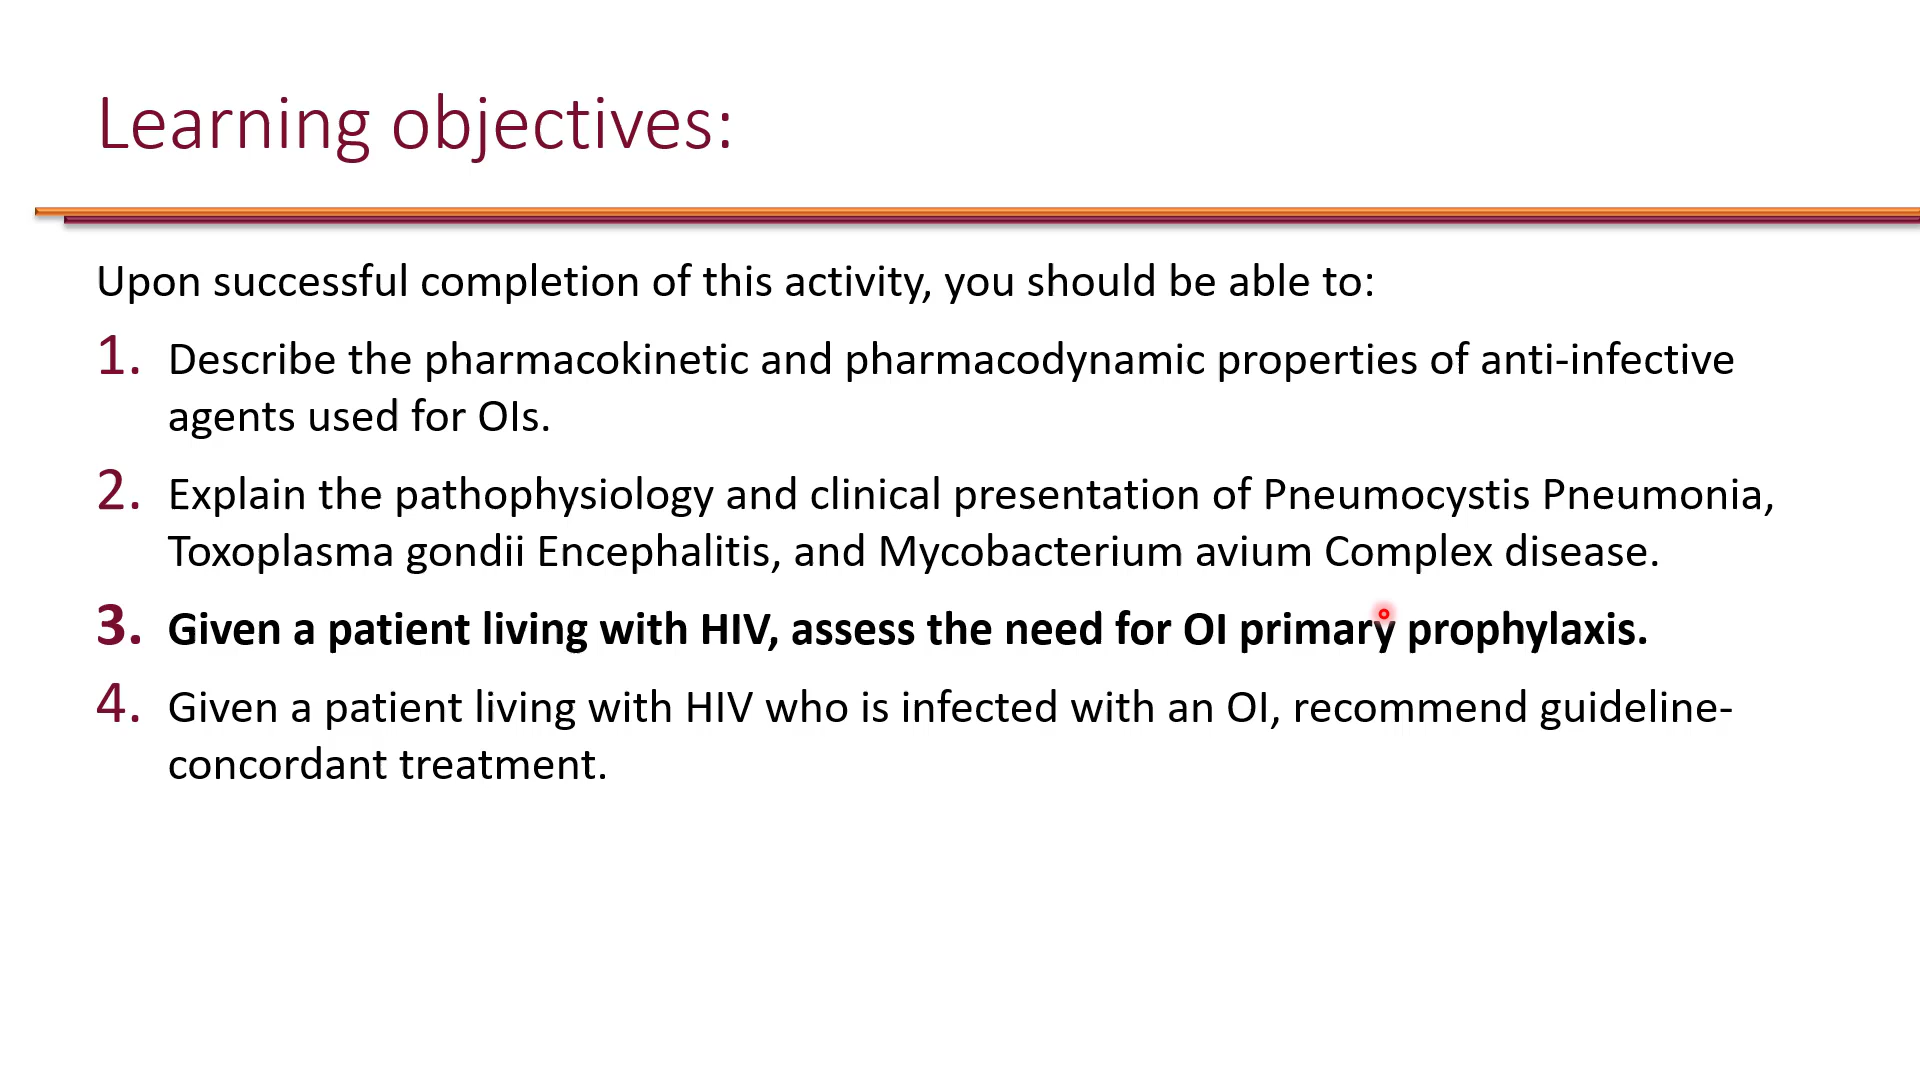 Learning objectives:
Upon successful completion of this activity, you should be able to:
1. Describe the pharmacokinetic and pharmacodynamic properties of anti-infective
agents used for OIs.
2. Explain the pathophysiology and clinical presentation of Pneumocystis Pneumonia,
Toxoplasma gondii Encephalitis, and Mycobacterium avium Complex disease.
3. Given a patient living with HIV, assess the need for OI primary prophylaxis.
4. Given a patient living with HIV who is infected with an OI, recommend guideline-
concordant treatment.